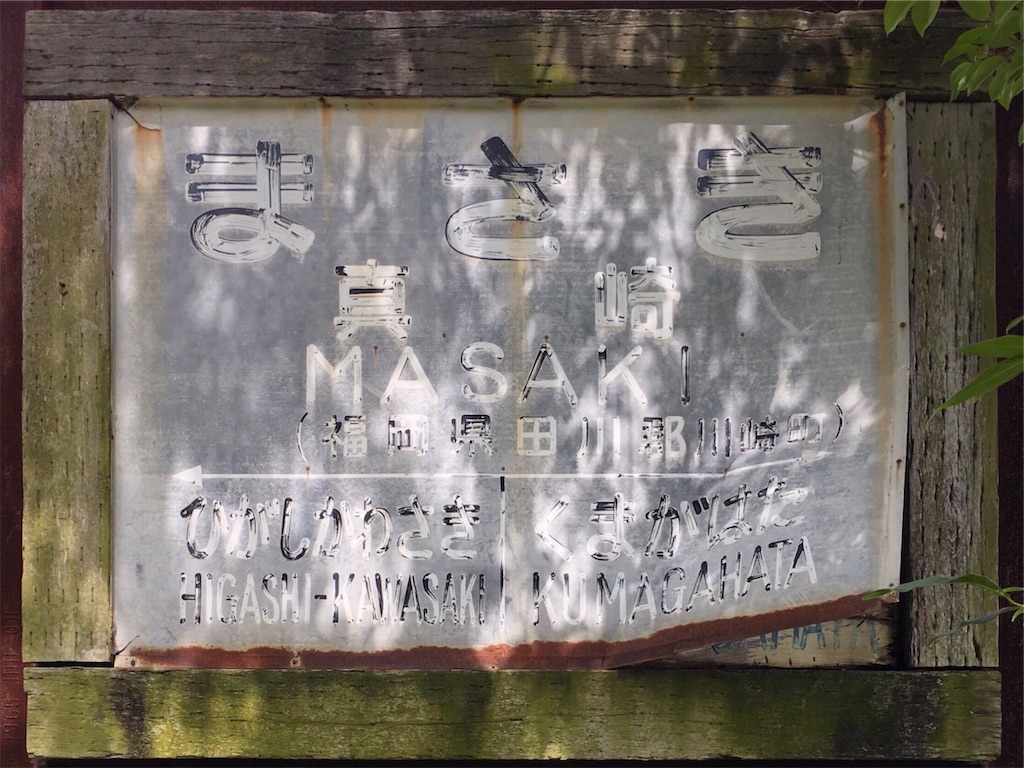 まさき
真崎
MASAKI
(福岡県田川郡川崎町)
ひがしかわさき くまがはた
HIGASHI-KAWASAKI KUMAGAHATA